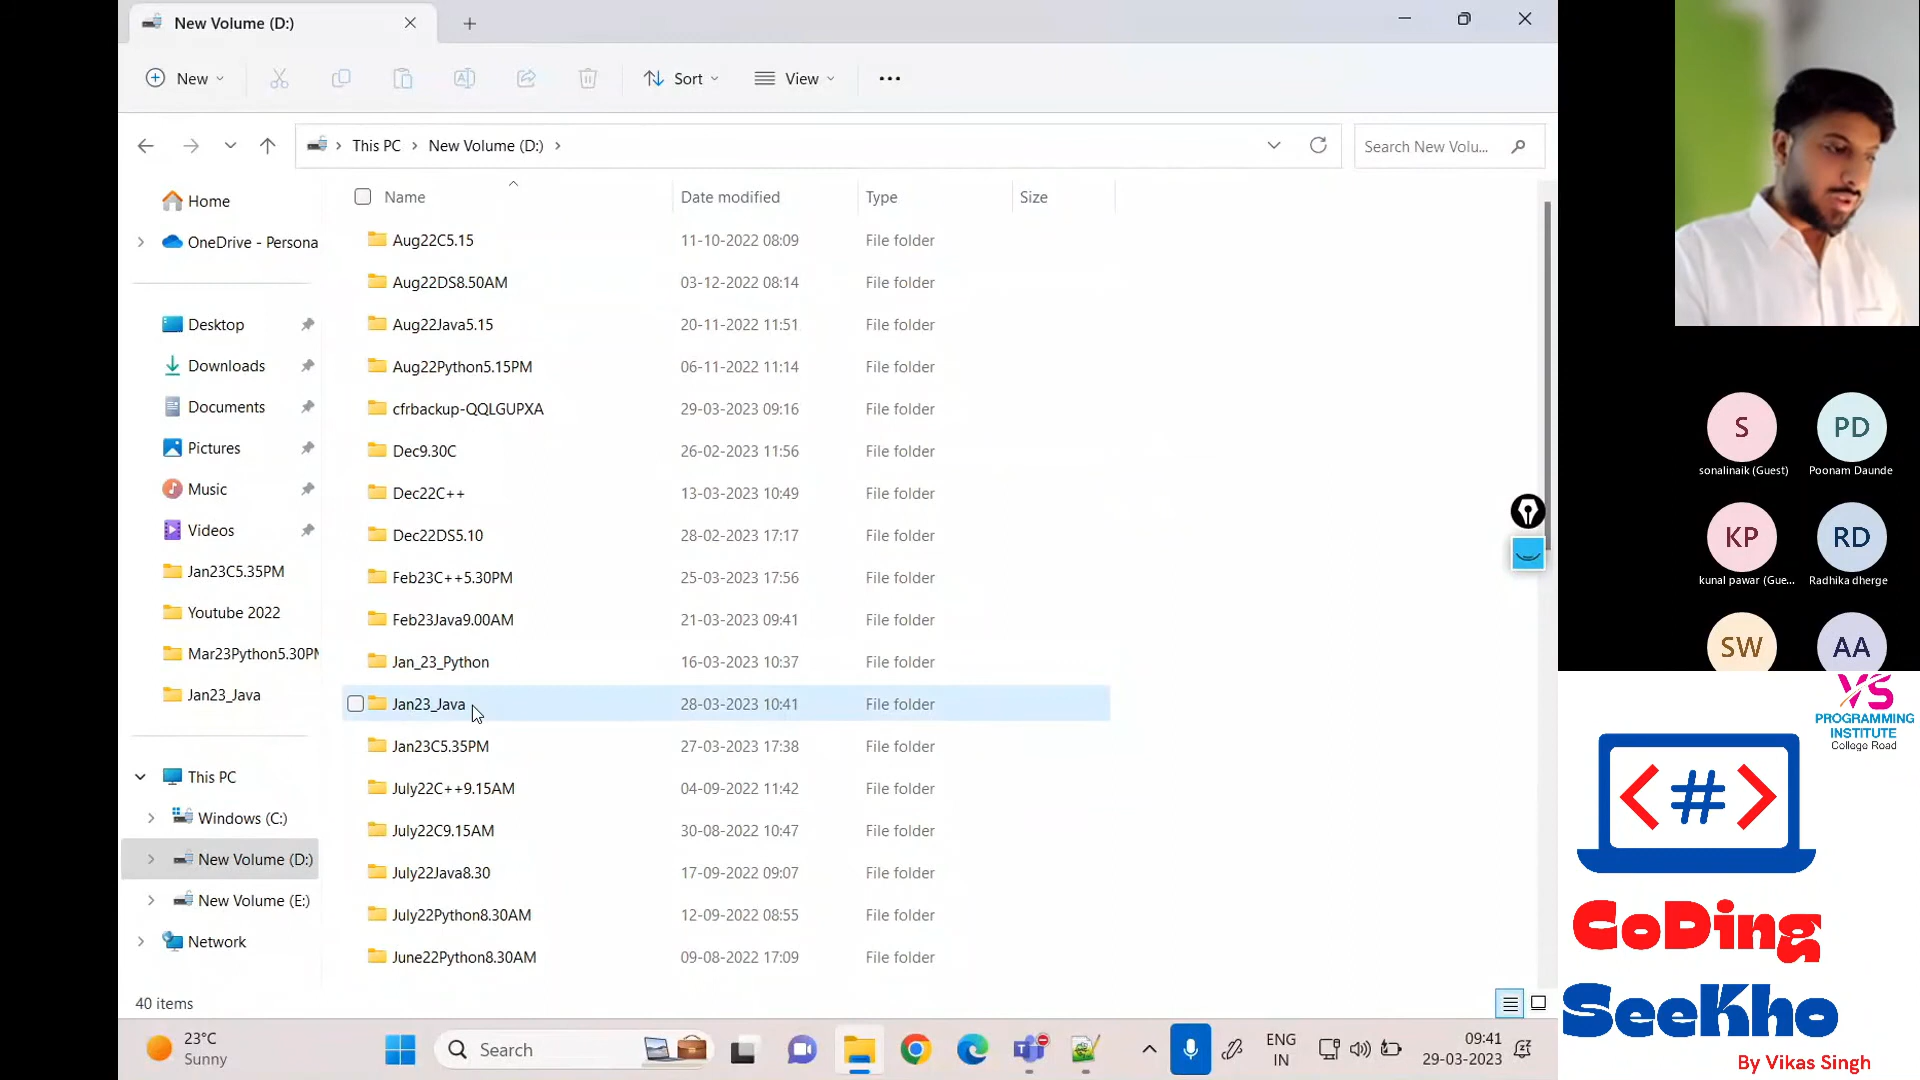 New Volume (D:)
New
Sort
View
This PC
New Volume (D:)
Search New Volu...
Name
Date modified
Type
Size
Home
OneDrive - Persona
Desktop
Downloads
Documents
Pictures
Music
Videos
Jan23C5.35PM
Youtube 2022
Mar23Python5.30PM
Jan23_Java
This PC
Windows (C:)
New Volume (D:)
New Volume (E:)
Network
Aug22C5.15 11-10-2022 08:09 File folder
Aug22DS8.50AM 03-12-2022 08:14 File folder
Aug22Java5.15 20-11-2022 11:51 File folder
Aug22Python5.15PM 06-11-2022 11:14 File folder
cfrbackup-QQLGUPXA 29-03-2023 09:16 File folder
Dec9.30C 26-02-2023 11:56 File folder
Dec22C++ 13-03-2023 10:49 File folder
Dec22DS5.10 28-02-2023 17:17 File folder
Feb23C++5.30PM 25-03-2023 17:56 File folder
Feb23Java9.00AM 21-03-2023 09:41 File folder
Jan_23_Python 16-03-2023 10:37 File folder
Jan23_Java 28-03-2023 10:41 File folder
Jan23C5.35PM 27-03-2023 17:38 File folder
July22C++9.15AM 04-09-2022 11:42 File folder
July22C9.15AM 30-08-2022 10:47 File folder
July22Java8.30 17-09-2022 09:07 File folder
July22Python8.30AM 12-09-2022 08:55 File folder
June22Python8.30AM 09-08-2022 17:09 File folder
40 items
23°C
Sunny
Search
ENG
IN
09:41
29-03-2023
S
sonalinaik (Guest)
PD
Poonam Daunde
KP
kunal pawar (Gue...
RD
Radhika dherge
SW
AA
VS
PROGRAMMING
INSTITUTE
College Road
<#>
CoDing
SeeKho
By Vikas Singh